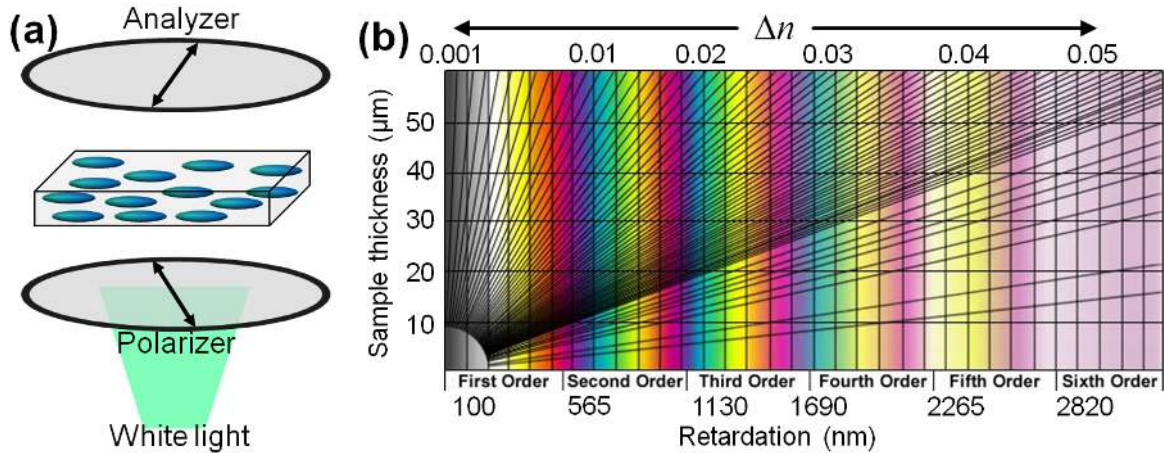 (a)
Analyzer
Polarizer
White light
(b)
Δn
0.001 0.01 0.02 0.03 0.04 0.05
Sample thickness (µm)
50
40
30
20
10
First Order Second Order Third Order Fourth Order Fifth Order Sixth Order
100 565 1130 1690 2265 2820
Retardation (nm)